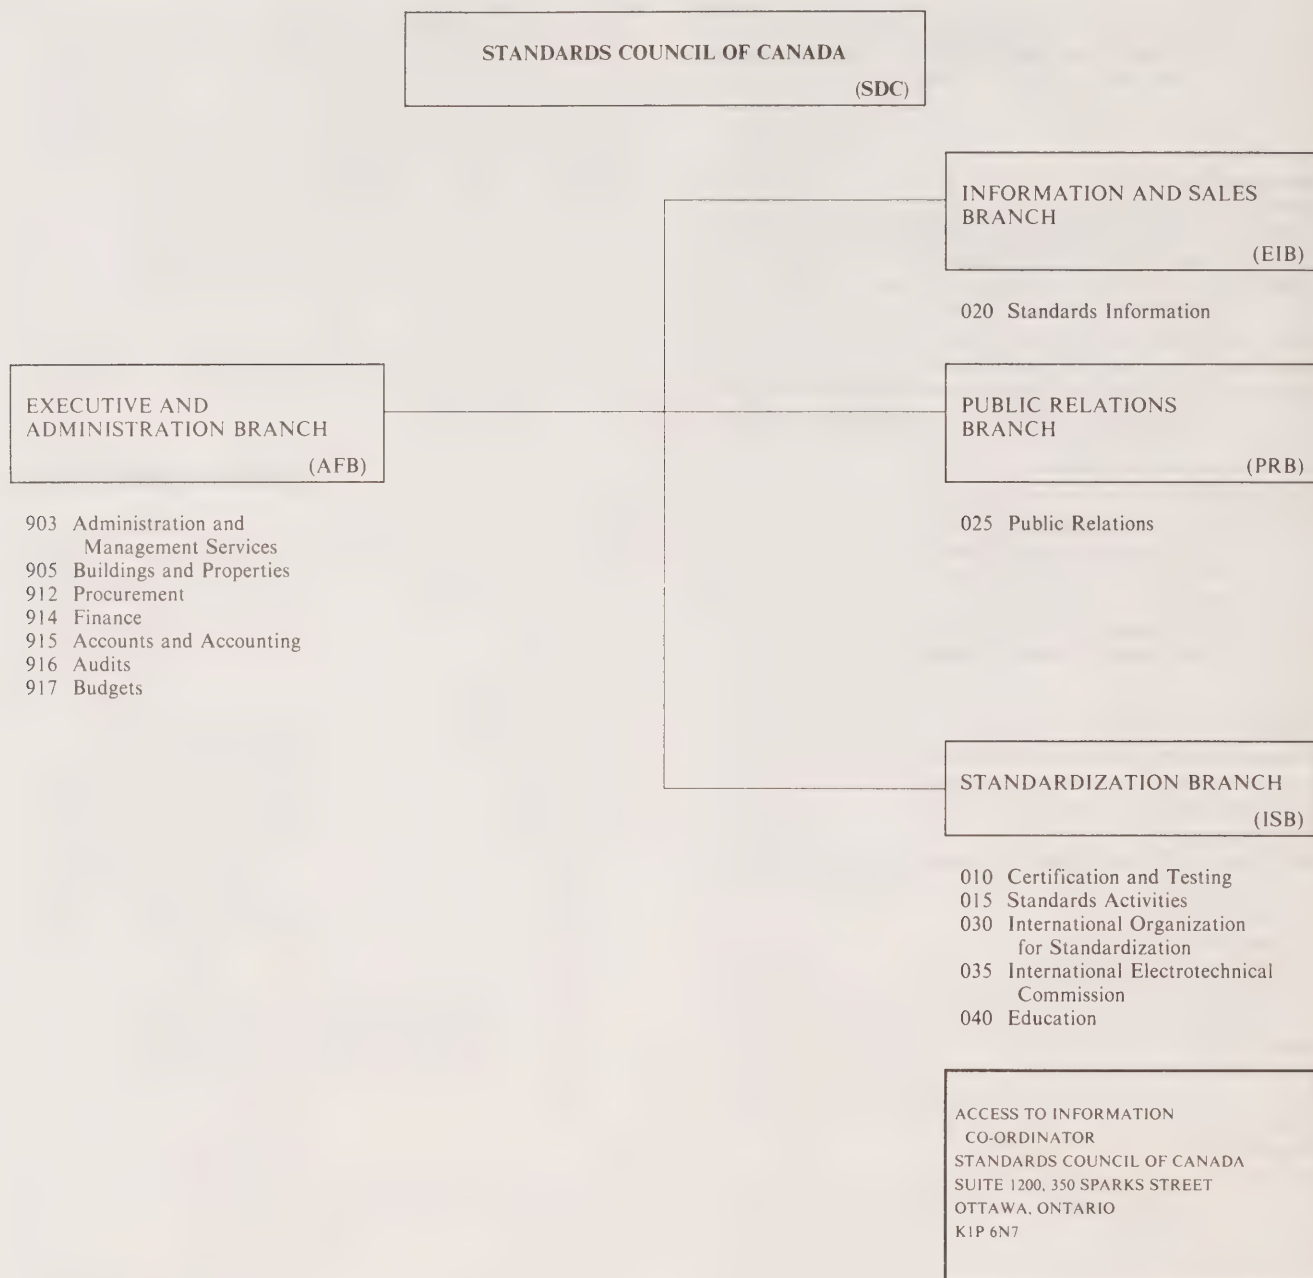 STANDARDS COUNCIL OF CANADA
(SDC)
INFORMATION AND SALES
BRANCH
(EIB)
020 Standards Information
EXECUTIVE AND
ADMINISTRATION BRANCH
(AFB)
903 Administration and
Management Services
905 Buildings and Properties
912 Procurement
914 Finance
915 Accounts and Accounting
916 Audits
917 Budgets
PUBLIC RELATIONS
BRANCH
(PRB)
025 Public Relations
STANDARDIZATION BRANCH
(ISB)
010 Certification and Testing
015 Standards Activities
030 International Organization
for Standardization
035 International Electrotechnical
Commission
040 Education
ACCESS TO INFORMATION
CO-ORDINATOR
STANDARDS COUNCIL OF CANADA
SUITE 1200, 350 SPARKS STREET
OTTAWA, ONTARIO
K1P 6N7